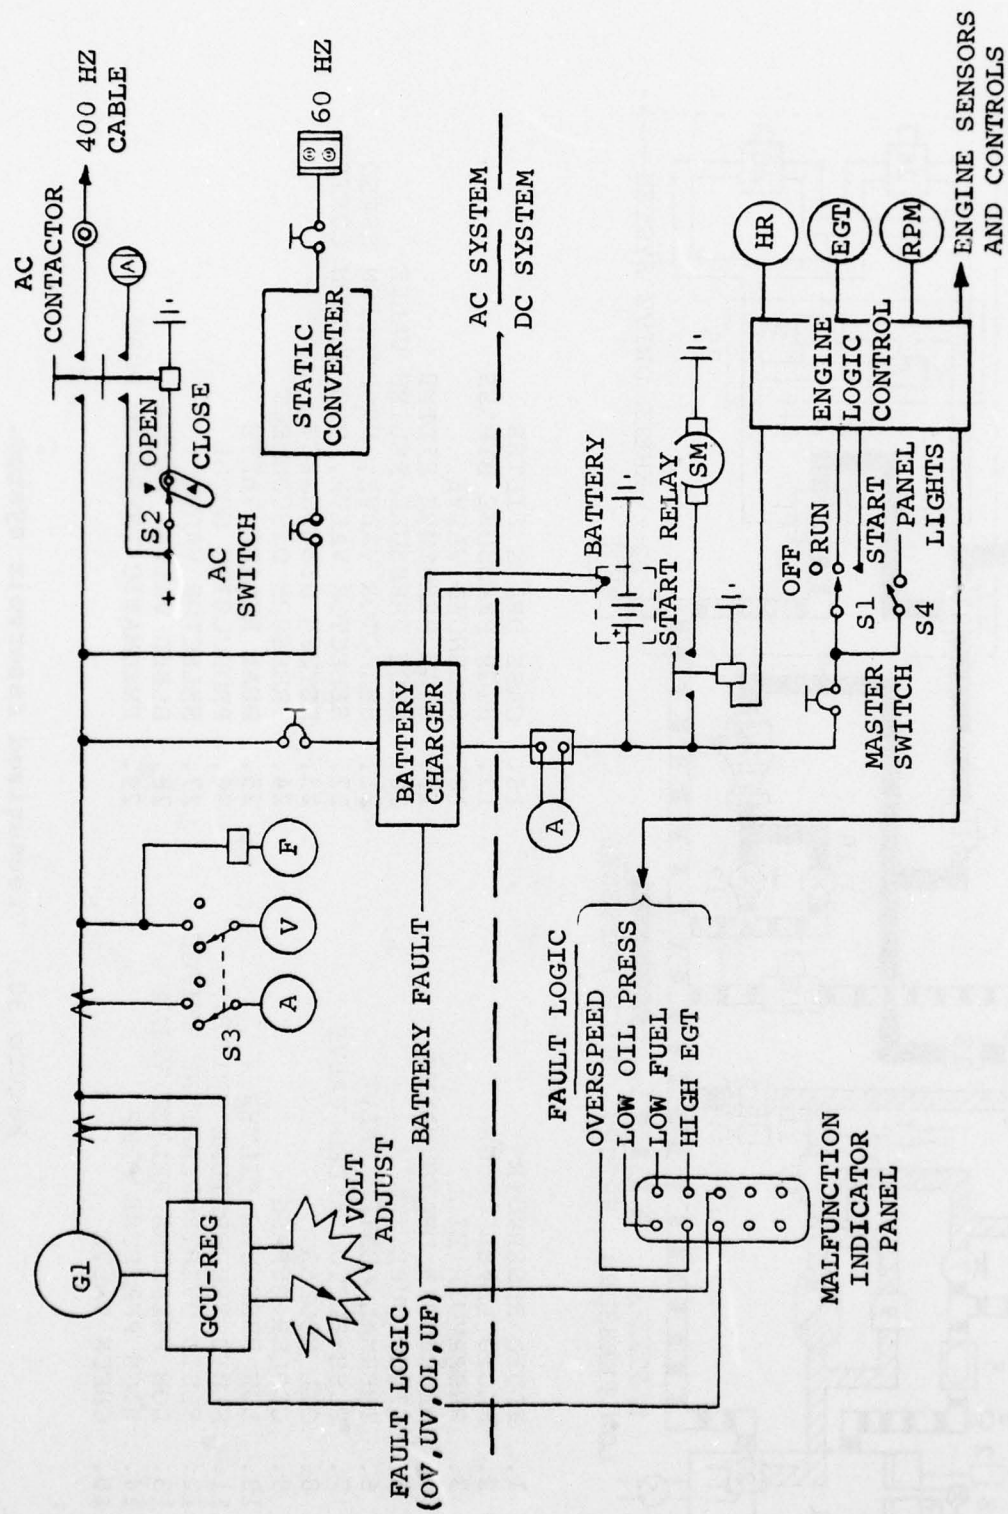 AC
CONTACTOR
400 HZ
CABLE
A
S2
OPEN
CLOSE
+
AC
SWITCH
STATIC
CONVERTER
60 HZ
G1
GCU-REG
VOLT
ADJUST
S3
A
V
F
BATTERY
CHARGER
BATTERY FAULT
FAULT LOGIC
(OV,UV,OL,UF)
AC SYSTEM
DC SYSTEM
A
BATTERY
+
START RELAY
SM
MASTER
SWITCH
OFF
RUN
START
S1
S4
PANEL
LIGHTS
ENGINE
LOGIC
CONTROL
HR
EGT
RPM
ENGINE SENSORS
AND CONTROLS
FAULT LOGIC
OVERSPEED
LOW OIL PRESS
LOW FUEL
HIGH EGT
MALFUNCTION
INDICATOR
PANEL